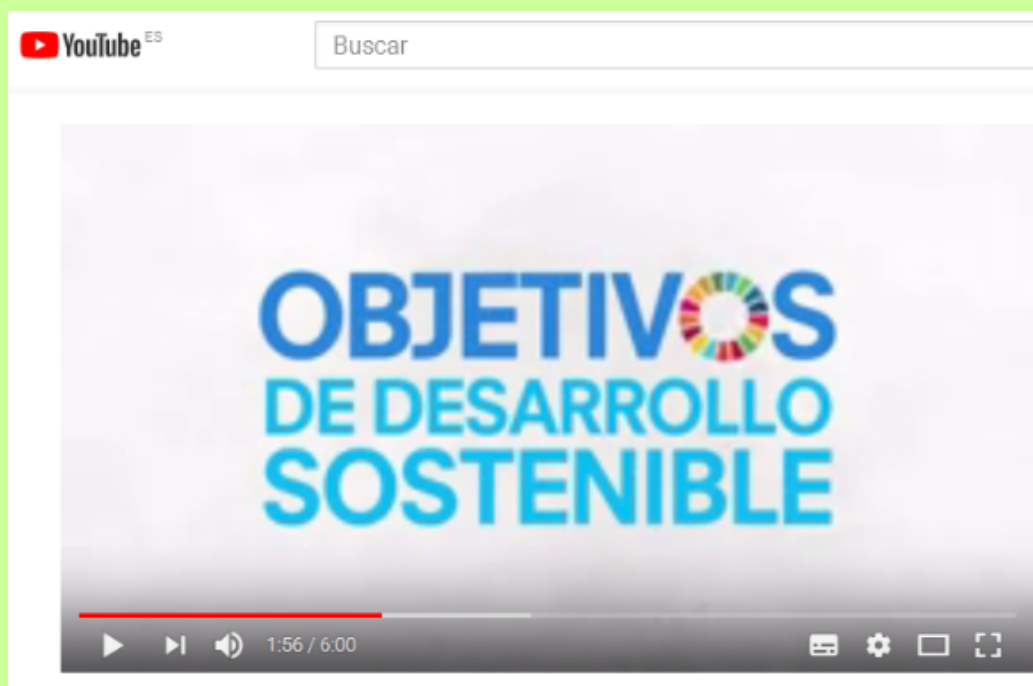 YouTube ES
Buscar
OBJETIVOS
DE DESARROLLO
SOSTENIBLE
1:56 / 6:00